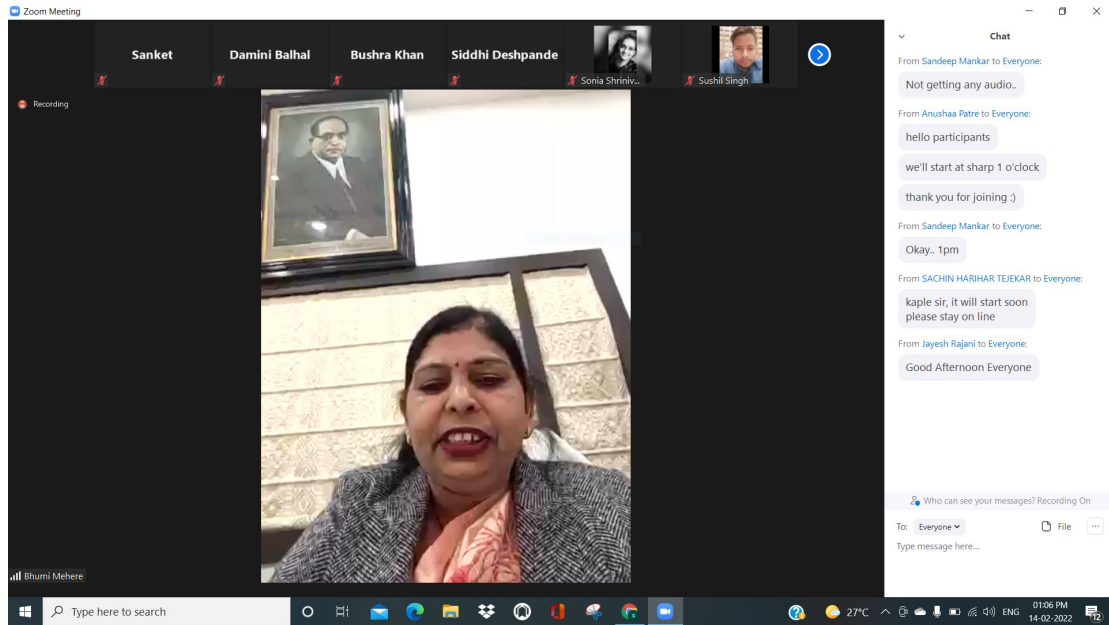 Zoom Meeting
Sanket
Damini Balhal
Bushra Khan
Siddhi Deshpande
Sonia Shriniv...
Sushil Singh
Recording
Bhumi Mehere
Chat
From Sandeep Mankar to Everyone:
Not getting any audio..
From Anushaa Patre to Everyone:
hello participants
we'll start at sharp 1 o'clock
thank you for joining :)
From Sandeep Mankar to Everyone:
Okay.. 1pm
From SACHIN HARIHAR TEJEKAR to Everyone:
kaple sir, it will start soon
please stay on line
From Jayesh Rajani to Everyone:
Good Afternoon Everyone
Who can see your messages? Recording On
To: Everyone File
Type message here...
Type here to search
27°C ENG
01:06 PM
14-02-2022
12